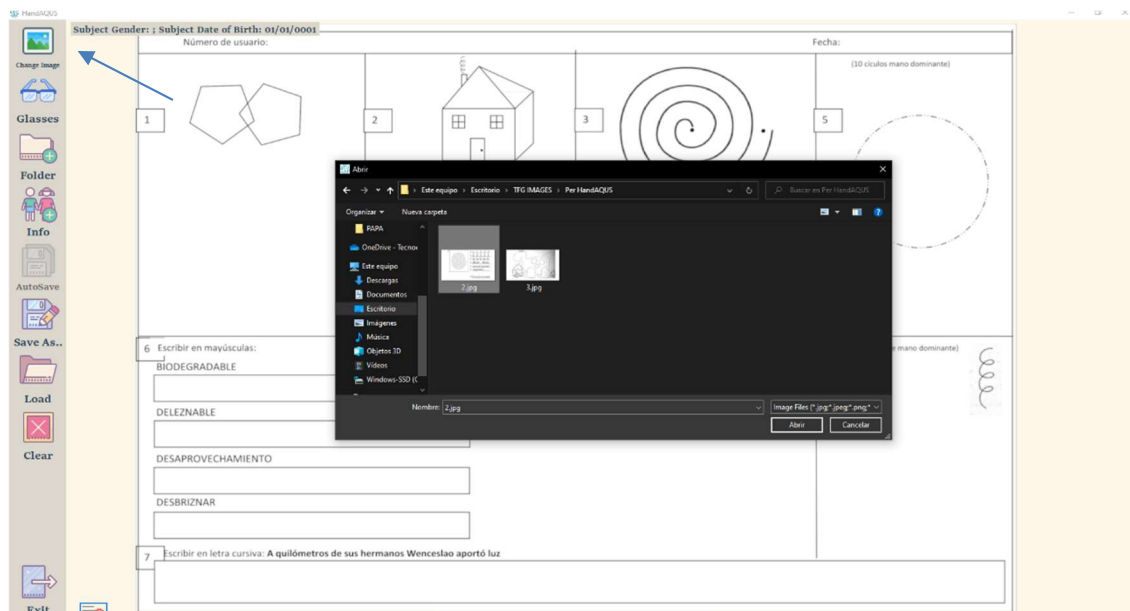 HandAQUS
Subject Gender: ; Subject Date of Birth: 01/01/0001
Change Image
Glasses
Folder
Info
AutoSave
Save As..
Load
Clear
Exit
Número de usuario:
Fecha:
1
2
3
5
(10 cículos mano dominante)
Abrir
Este equipo › Escritorio › TFG IMAGES › Per HandAQUS
Buscar en Per HandAQUS
Organizar
Nueva carpeta
PAPA
OneDrive - Tecno
Este equipo
Descargas
Documentos
Escritorio
Imágenes
Música
Objetos 3D
Vídeos
Windows-SSD (C
2.jpg
3.jpg
Nombre: 2.jpg
Image Files (*.jpg;*.jpeg;*.png;*
Abrir
Cancelar
6 Escribir en mayúsculas:
mano dominante)
BIODEGRADABLE
DELEZNABLE
DESAPROVECHAMIENTO
DESBRIZNAR
7 Escribir en letra cursiva: A quilómetros de sus hermanos Wenceslao aportó luz